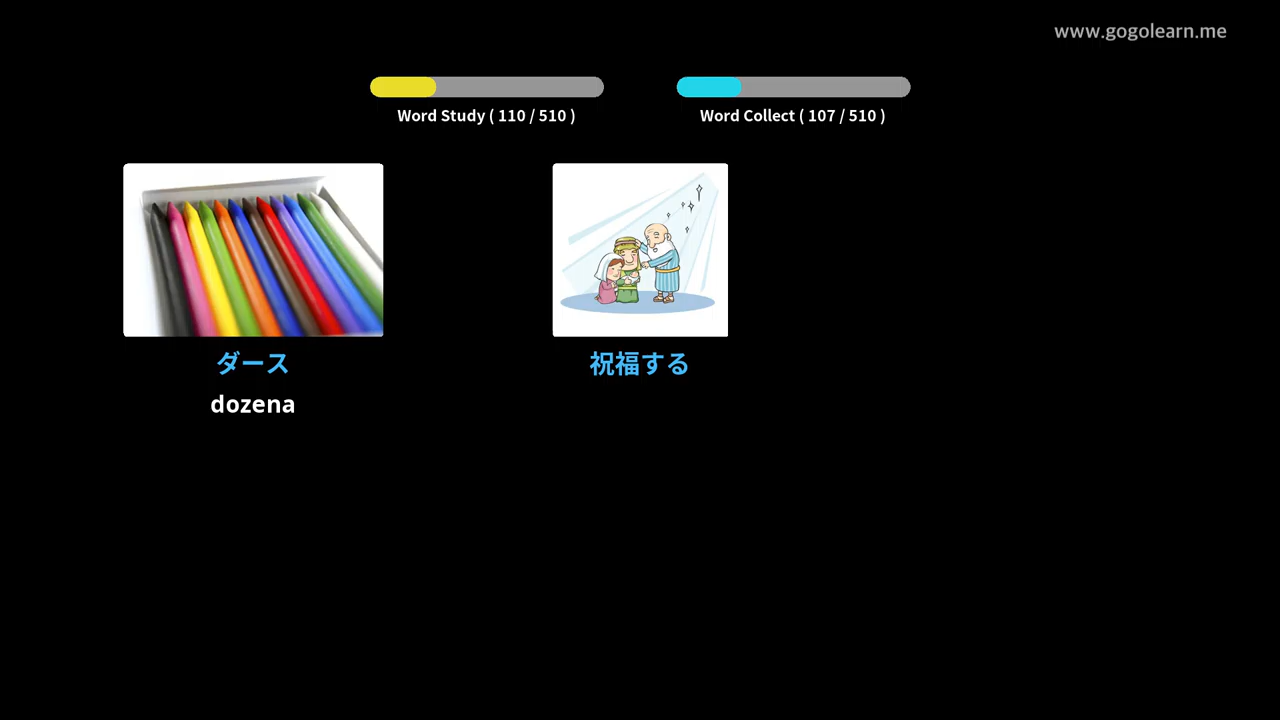 www.gogolearn.me
Word Study ( 110 / 510 )
Word Collect ( 107 / 510 )
ダース
祝福する
dozena